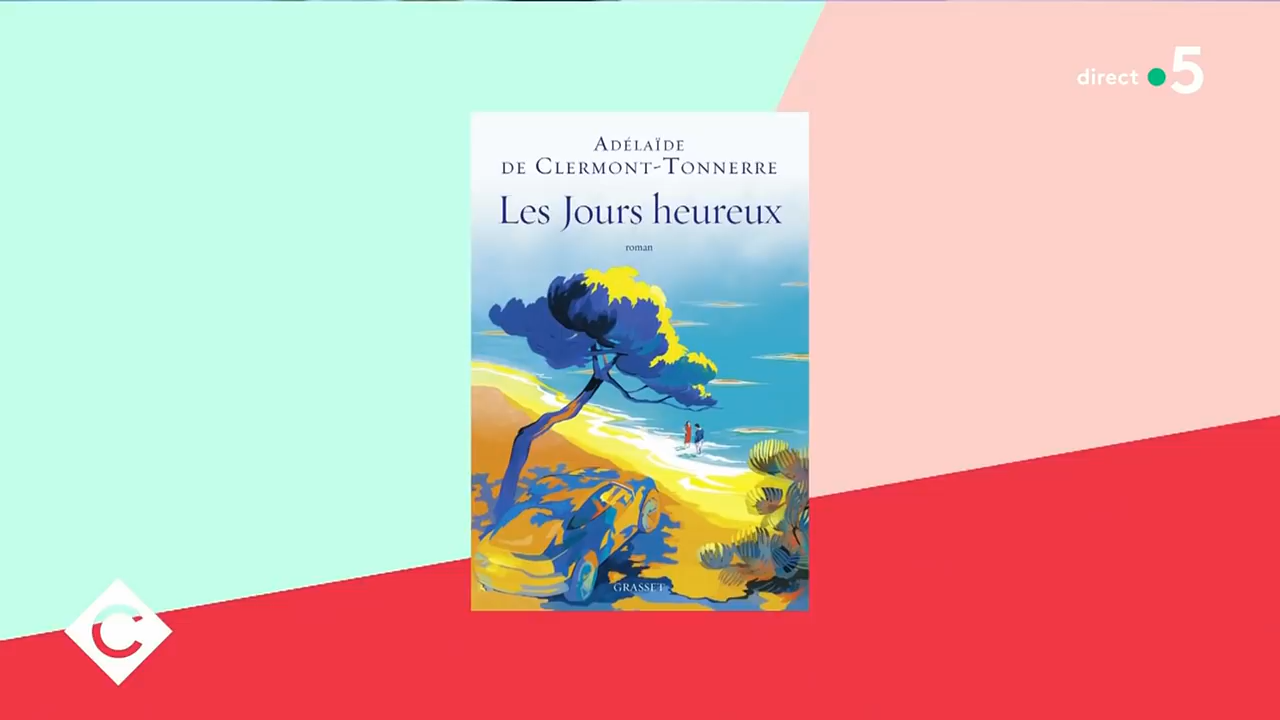 direct 5
Adélaïde
de Clermont-Tonnerre
Les Jours heureux
roman
GRASSET
C